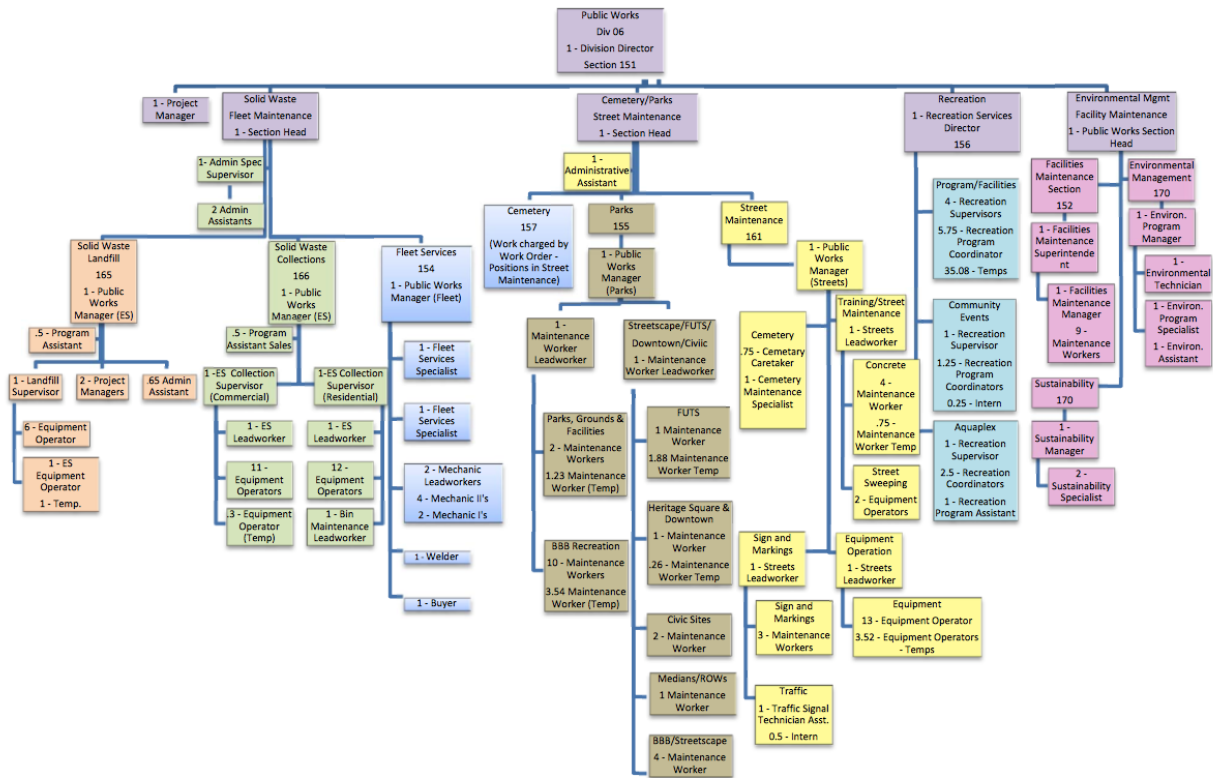 Public Works
Div 06
1 - Division Director
Section 151
1 - Project
Manager
Solid Waste
Fleet Maintenance
1 - Section Head
Cemetery/Parks
Street Maintenance
1 - Section Head
Recreation
1 - Recreation Services
Director
156
Environmental Mgmt
Facility Maintenance
1 - Public Works Section
Head
1- Admin Spec
Supervisor
2 Admin
Assistants
Solid Waste
Landfill
165
1 - Public
Works
Manager (ES)
.5 - Program
Assistant
1 - Landfill
Supervisor
2 - Project
Managers
.65 Admin
Assistant
6 - Equipment
Operator
1 - ES
Equipment
Operator
1 - Temp.
Solid Waste
Collections
166
1 - Public
Works
Manager (ES)
.5 - Program
Assistant Sales
1-ES Collection
Supervisor
(Commercial)
1-ES Collection
Supervisor
(Residential)
1 - ES
Leadworker
11 -
Equipment
Operators
.3 - Equipment
Operator
(Temp)
1 - ES
Leadworker
12 -
Equipment
Operators
1 - Bin
Maintenance
Leadworker
Fleet Services
154
1 - Public Works
Manager (Fleet)
1 - Fleet
Services
Specialist
1 - Fleet
Services
Specialist
2 - Mechanic
Leadworkers
4 - Mechanic II's
2 - Mechanic I's
1 - Welder
1 - Buyer
1 -
Administrative
Assistant
Cemetery
157
(Work charged by
Work Order -
Positions in Street
Maintenance)
Parks
155
1 - Public
Works Manager
(Parks)
1 -
Maintenance
Worker
Leadworker
Parks, Grounds &
Facilities
2 - Maintenance
Workers
1.23 Maintenance
Worker (Temp)
BBB Recreation
10 - Maintenance
Workers
3.54 Maintenance
Worker (Temp)
Streetscape/FUTS/
Downtown/Civiic
1 - Maintenance
Worker Leadworker
FUTS
1 Maintenance
Worker
1.88 Maintenance
Worker Temp
Heritage Square &
Downtown
1 - Maintenance
Worker
.26 - Maintenance
Worker Temp
Civic Sites
2 - Maintenance
Worker
Medians/ROWs
1 Maintenance
Worker
BBB/Streetscape
4 - Maintenance
Worker
Street
Maintenance
161
1 - Public
Works
Manager
(Streets)
Cemetery
.75 - Cemetary
Caretaker
1 - Cemetery
Maintenance
Specialist
Training/Street
Maintenance
1 - Streets
Leadworker
Concrete
4 -
Maintenance
Worker
.75 -
Maintenance
Worker Temp
Street
Sweeping
2 - Equipment
Operators
Sign and
Markings
1 - Streets
Leadworker
Sign and
Markings
3 - Maintenance
Workers
Traffic
1 - Traffic Signal
Technician Asst.
0.5 - Intern
Equipment
Operation
1 - Streets
Leadworker
Equipment
13 - Equipment Operator
3.52 - Equipment Operators
- Temps
Program/Facilities
4 - Recreation
Supervisors
5.75 - Recreation
Program
Coordinator
35.08 - Temps
Community
Events
1 - Recreation
Supervisor
1.25 - Recreation
Program
Coordinators
0.25 - Intern
Aquaplex
1 - Recreation
Supervisor
2.5 - Recreation
Coordinators
1 - Recreation
Program Assistant
Facilities
Maintenance
Section
152
1 - Facilities
Maintenance
Superintende
nt
1 - Facilities
Maintenance
Manager
9 -
Maintenance
Workers
Sustainability
170
1 -
Sustainability
Manager
2 -
Sustainability
Specialist
Environmental
Management
170
1 - Environ.
Program
Manager
1 -
Environmental
Technician
1 - Environ.
Program
Specialist
1 - Environ.
Assistant